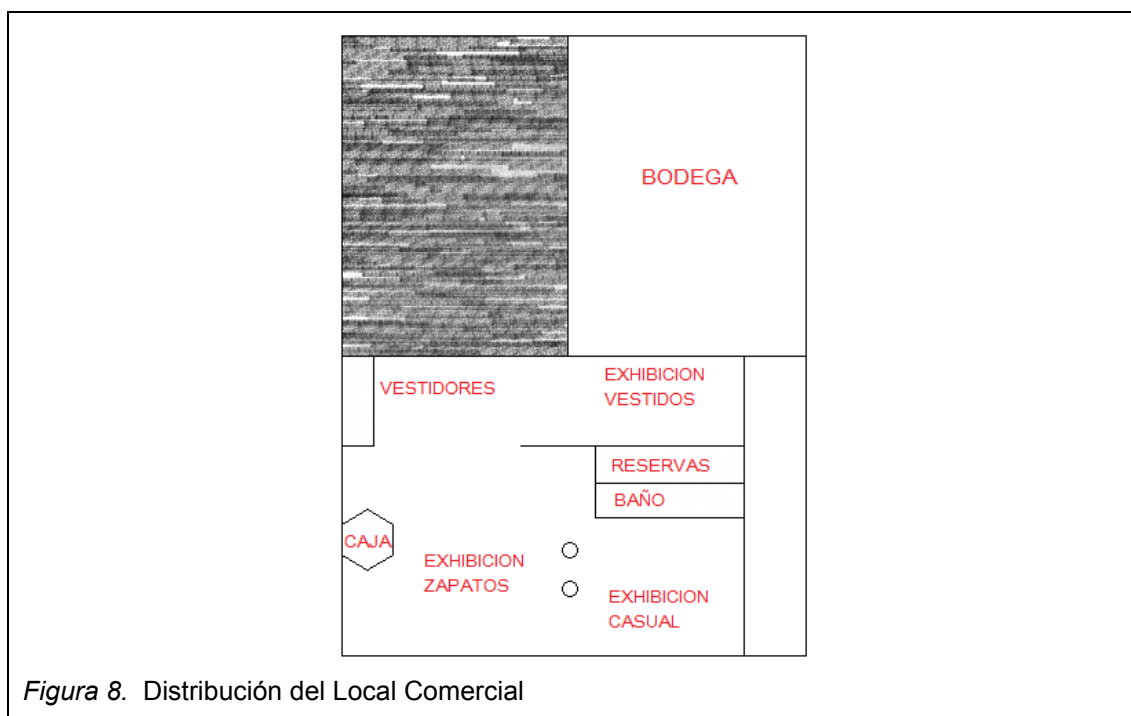 BODEGA
VESTIDORES
EXHIBICION
VESTIDOS
RESERVAS
BAÑO
CAJA
EXHIBICION
ZAPATOS
EXHIBICION
CASUAL
Figura 8. Distribución del Local Comercial